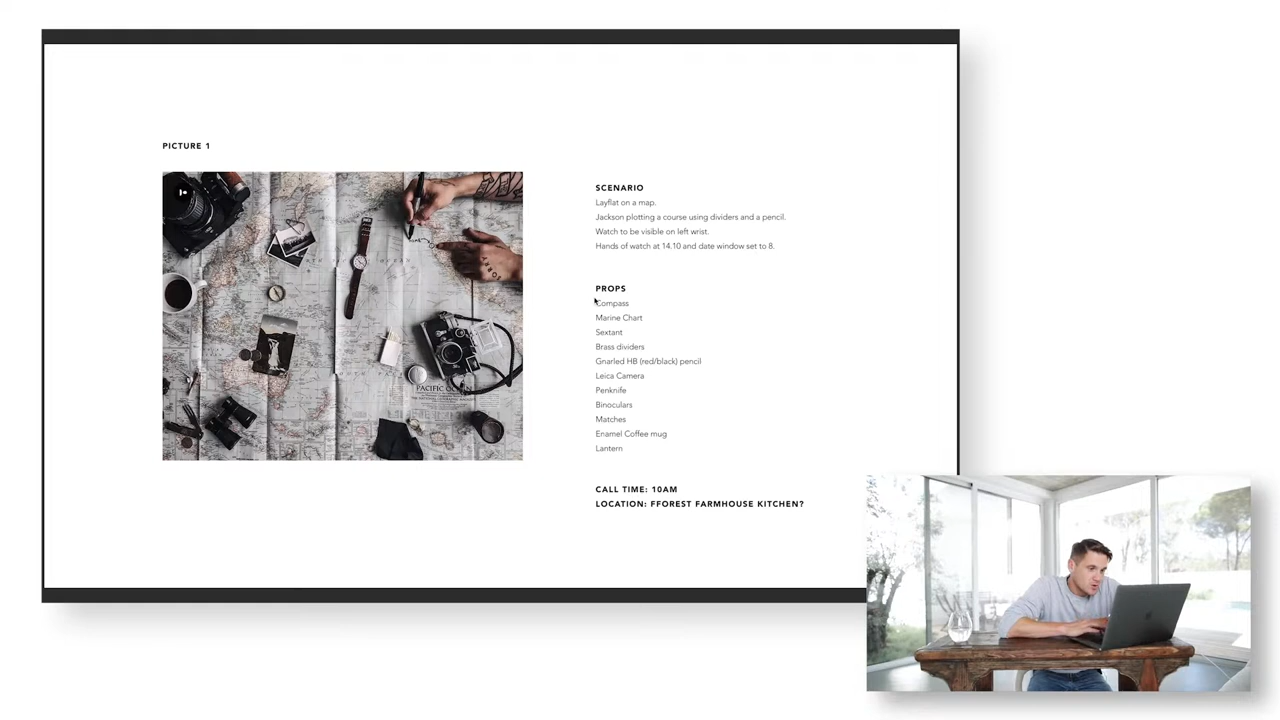 PICTURE 1
SCENARIO
Layflat on a map.
Jackson plotting a course using dividers and a pencil.
Watch to be visible on left wrist.
Hands of watch at 14.10 and date window set to 8.
PROPS
Compass
Marine Chart
Sextant
Brass dividers
Gnarled HB (red/black) pencil
Leica Camera
Penknife
Binoculars
Matches
Enamel Coffee mug
Lantern
CALL TIME: 10AM
LOCATION: FFOREST FARMHOUSE KITCHEN?
PACIFIC OCEAN